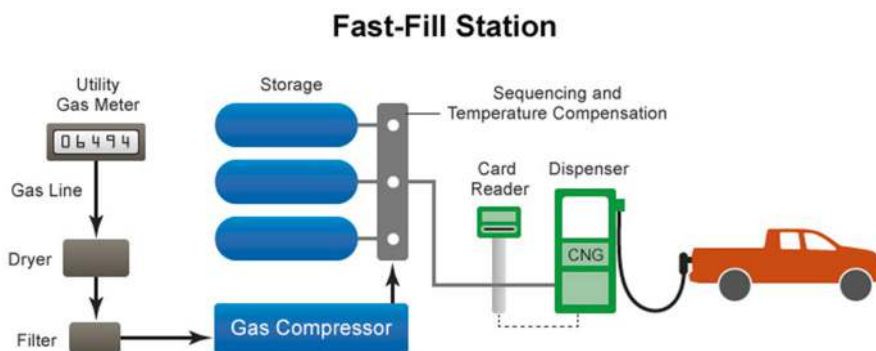 Fast-Fill Station
Utility
Gas Meter
06494
Gas Line
Dryer
Filter
Storage
Gas Compressor
Sequencing and
Temperature Compensation
Card
Reader
Dispenser
CNG